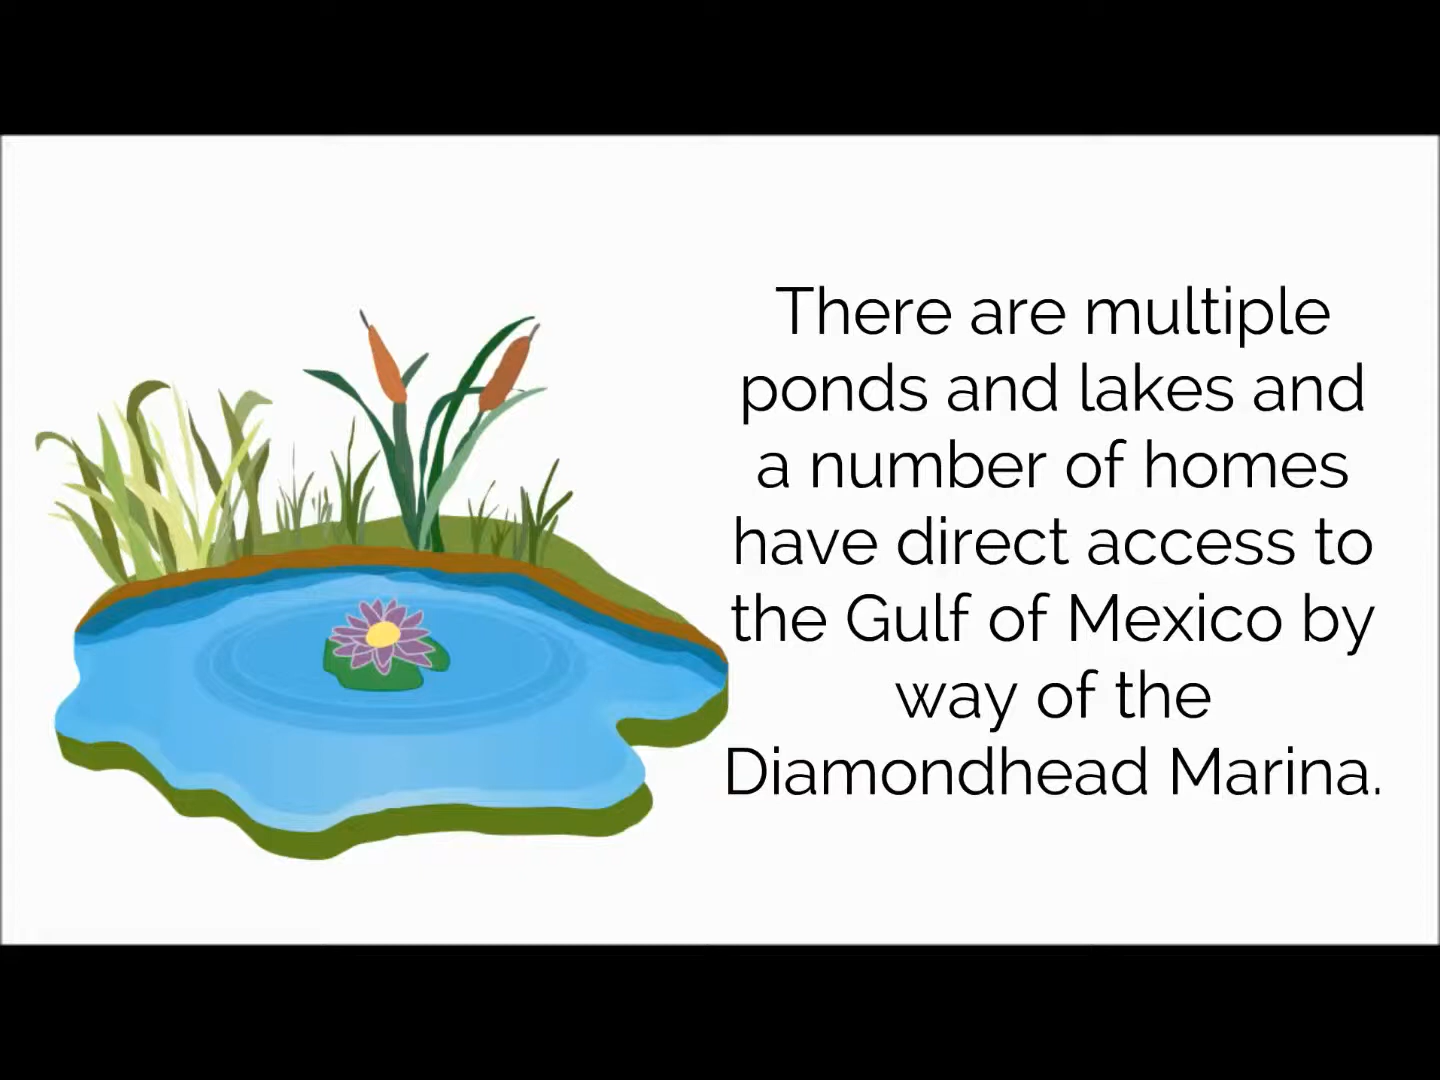 There are multiple
ponds and lakes and
a number of homes
have direct access to
the Gulf of Mexico by
way of the
Diamondhead Marina.